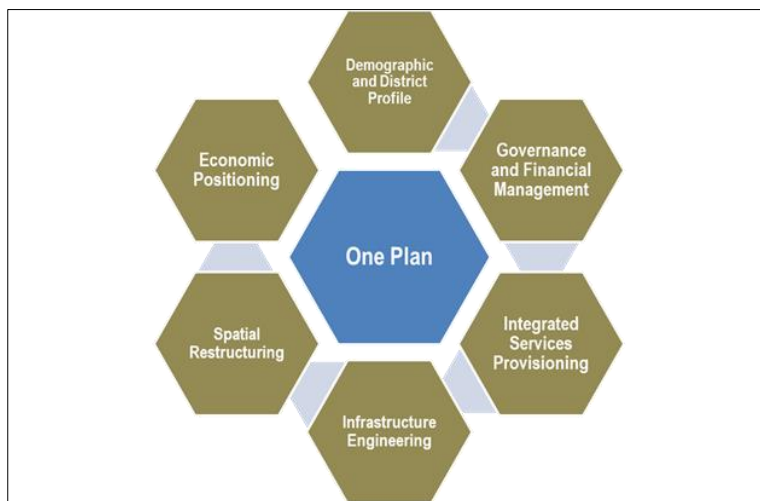 Demographic
and District
Profile
Economic
Positioning
Governance
and Financial
Management
One Plan
Spatial
Restructuring
Integrated
Services
Provisioning
Infrastructure
Engineering